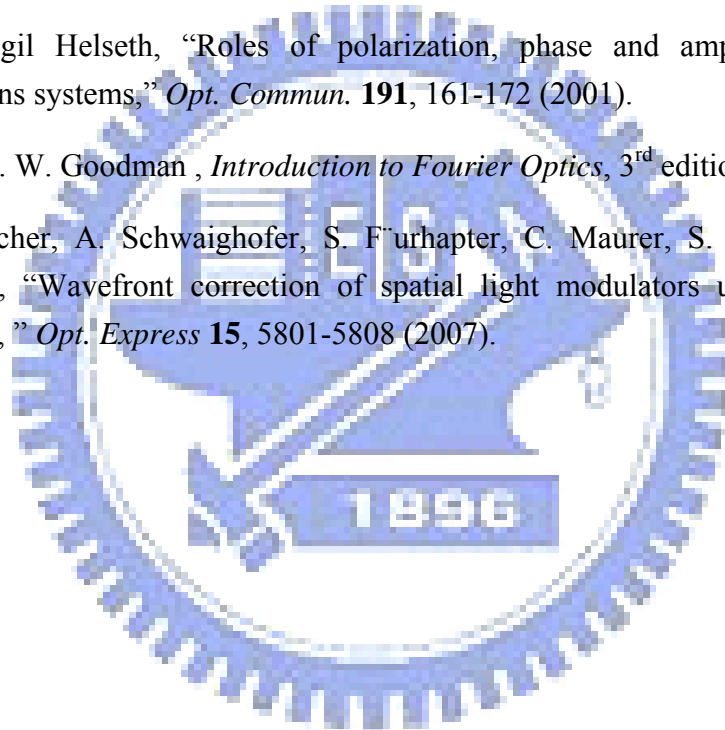 gil Helseth, “Roles of polarization, phase and amp
ns systems,” Opt. Commun. 191, 161-172 (2001).
. W. Goodman , Introduction to Fourier Optics, 3rd editio
cher, A. Schwaighofer, S. F¨urhapter, C. Maurer, S.
, “Wavefront correction of spatial light modulators u
, ” Opt. Express 15, 5801-5808 (2007).
1896